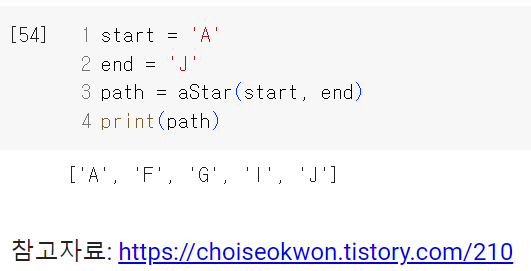 [54] 1 start = 'A'
2 end = 'J'
3 path = aStar(start, end)
4 print(path)
['A', 'F', 'G', 'I', 'J']
참고자료: https://choiseokwon.tistory.com/210